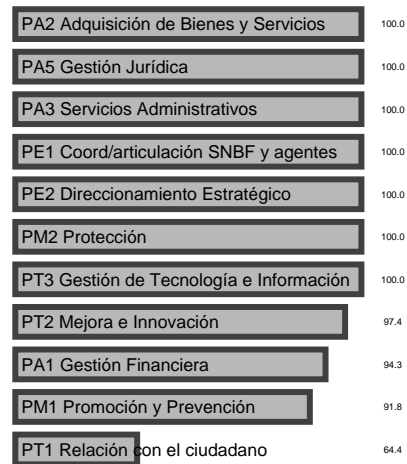 PA2 Adquisición de Bienes y Servicios 100.0
PA5 Gestión Jurídica 100.0
PA3 Servicios Administrativos 100.0
PE1 Coord/articulación SNBF y agentes 100.0
PE2 Direccionamiento Estratégico 100.0
PM2 Protección 100.0
PT3 Gestión de Tecnología e Información 100.0
PT2 Mejora e Innovación 97.4
PA1 Gestión Financiera 94.3
PM1 Promoción y Prevención 91.8
PT1 Relación con el ciudadano 64.4